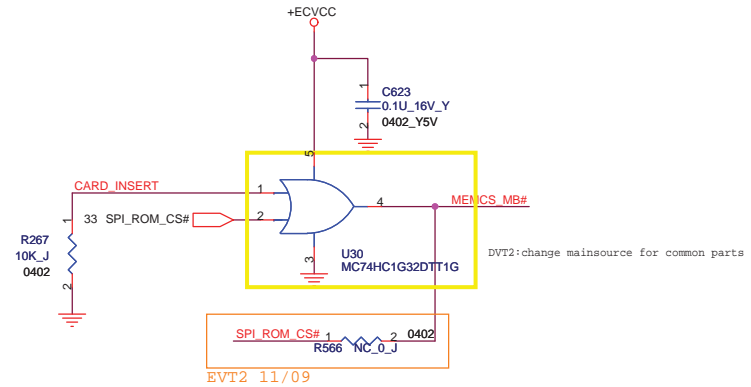 +ECVCC
1
C623
0.1U_16V_Y
2
0402_Y5V
5
CARD_INSERT
1
4
MEMCS_MB#
33 SPI_ROM_CS#
2
1
R267
10K_J
0402
2
3
U30
MC74HC1G32DTT1G
DVT2:change mainsource for common parts
SPI_ROM_CS# 1
2 0402
R566 NC_0_J
EVT2 11/09